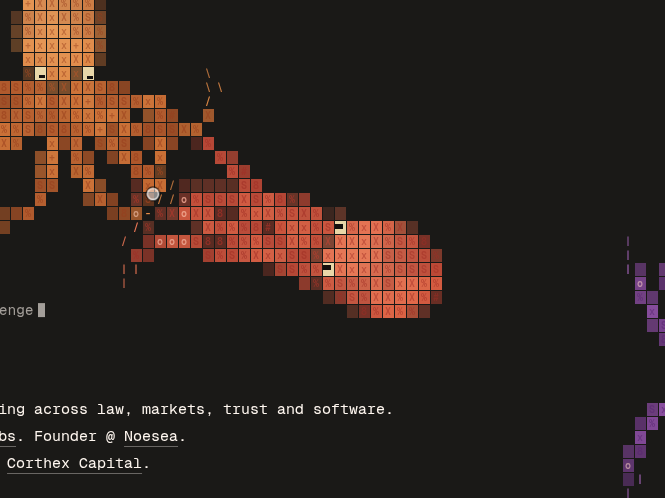 enge
ing across law, markets, trust and software.
bs. Founder @ Noesea.
Corthex Capital.